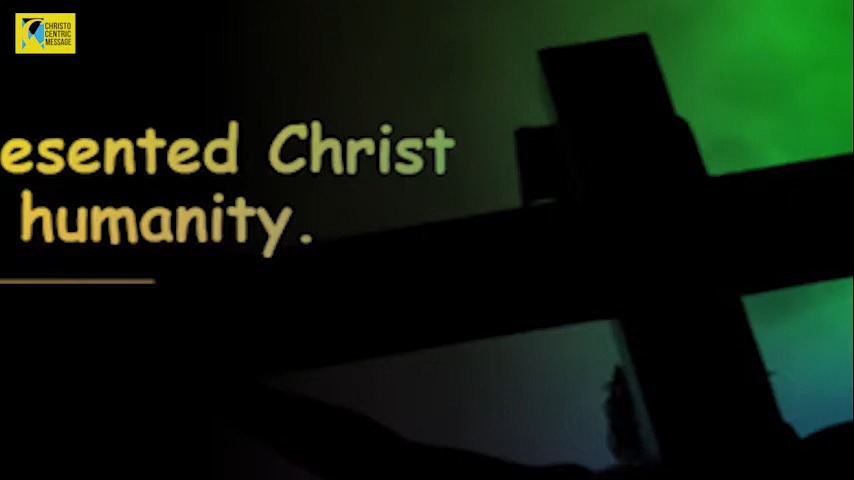 CHRISTO
CENTRIC
MESSAGE
esented Christ
humanity.